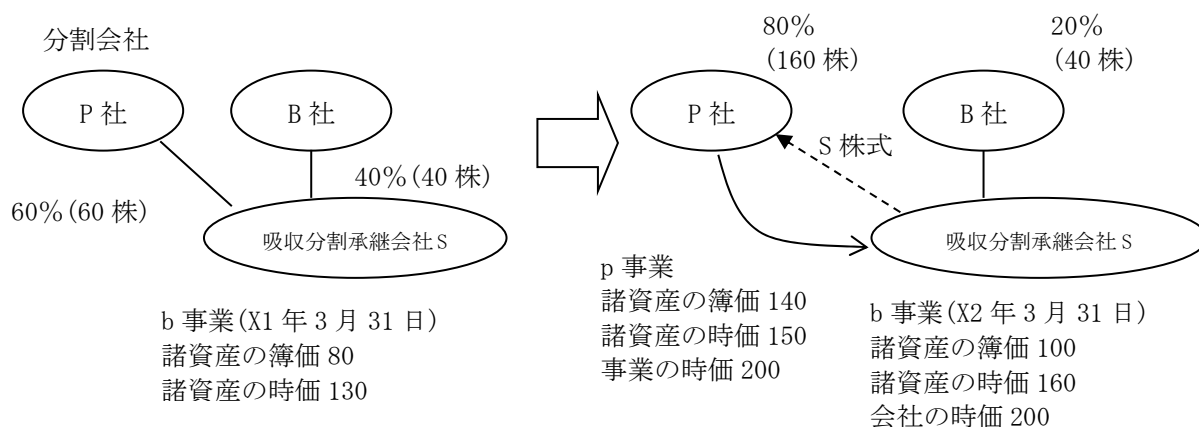 分割会社
P 社
B 社
60%(60 株)
40%(40 株)
吸収分割承継会社 S
b 事業(X1 年 3 月 31 日)
諸資産の簿価 80
諸資産の時価 130
80%
(160 株)
20%
(40 株)
P 社
B 社
S 株式
吸収分割承継会社 S
p 事業
諸資産の簿価 140
諸資産の時価 150
事業の時価 200
b 事業(X2 年 3 月 31 日)
諸資産の簿価 100
諸資産の時価 160
会社の時価 200